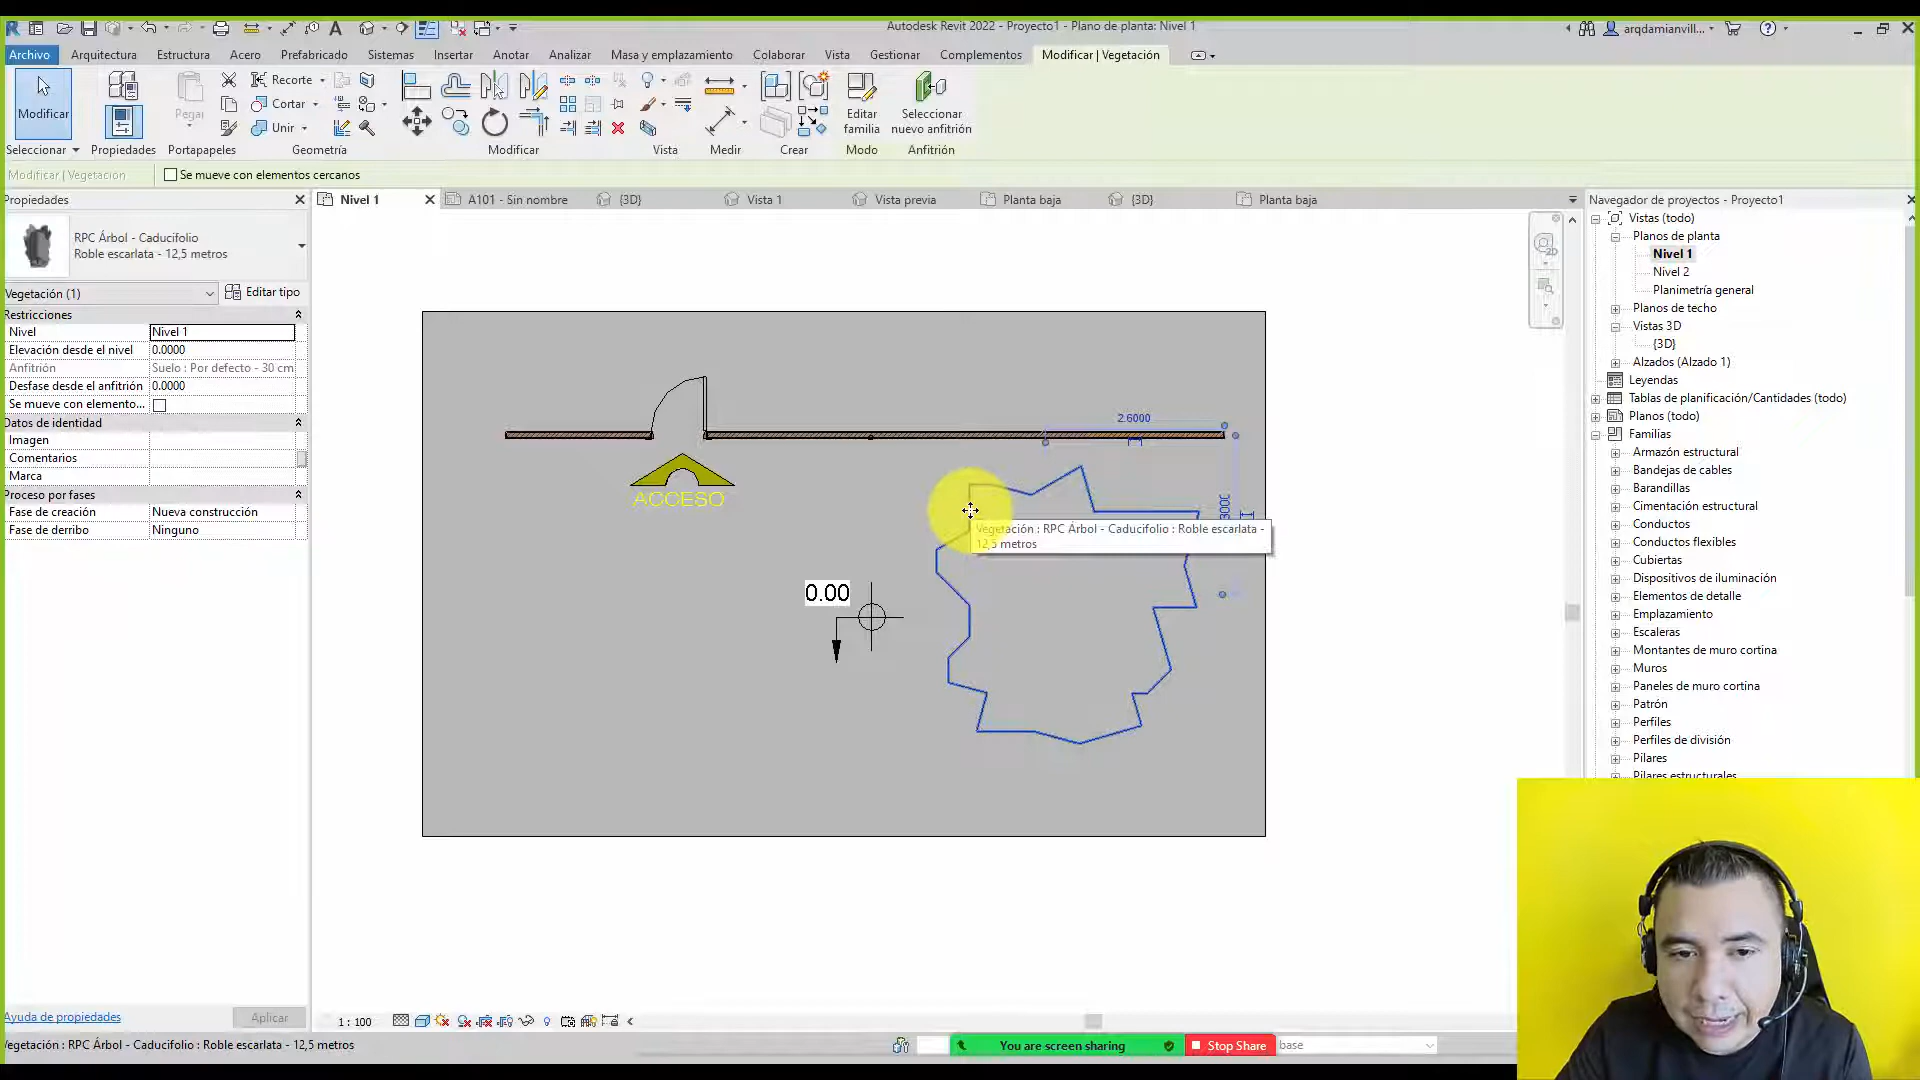 Autodesk Revit 2022 - Proyecto1 - Plano de planta: Nivel 1
arqdamianvill...
Archivo Arquitectura Estructura Acero Prefabricado Sistemas Insertar Anotar Analizar Masa y emplazamiento Colaborar Vista Gestionar Complementos Modificar | Vegetación
Modificar
Pegar
Recorte
Cortar
Unir
Editar familia
Seleccionar nuevo anfitrión
Seleccionar Propiedades Portapapeles Geometría Modificar Vista Medir Crear Modo Anfitrión
Modificar | Vegetación
Se mueve con elementos cercanos
Propiedades
Nivel 1 A101 - Sin nombre {3D} Vista 1 Vista previa Planta baja {3D} Planta baja
RPC Árbol - Caducifolio
Roble escarlata - 12,5 metros
Vegetación (1)
Editar tipo
Restricciones
Nivel Nivel 1
Elevación desde el nivel 0.0000
Anfitrión Suelo : Por defecto - 30 cm
Desfase desde el anfitrión 0.0000
Se mueve con elemento...
Datos de identidad
Imagen
Comentarios
Marca
Proceso por fases
Fase de creación Nueva construcción
Fase de derribo Ninguno
Ayuda de propiedades
Aplicar
2.6000
ACCESO
Vegetación : RPC Árbol - Caducifolio : Roble escarlata -
12,5 metros
0.00
2D
Navegador de proyectos - Proyecto1
Vistas (todo)
Planos de planta
Nivel 1
Nivel 2
Planimetría general
Planos de techo
Vistas 3D
{3D}
Alzados (Alzado 1)
Leyendas
Tablas de planificación/Cantidades (todo)
Planos (todo)
Familias
Armazón estructural
Bandejas de cables
Barandillas
Cimentación estructural
Conductos
Conductos flexibles
Cubiertas
Dispositivos de iluminación
Elementos de detalle
Emplazamiento
Escaleras
Montantes de muro cortina
Muros
Paneles de muro cortina
Patrón
Perfiles
Perfiles de división
Pilares
Pilares estructurales
1 : 100
Vegetación : RPC Árbol - Caducifolio : Roble escarlata - 12,5 metros
You are screen sharing
Stop Share
base